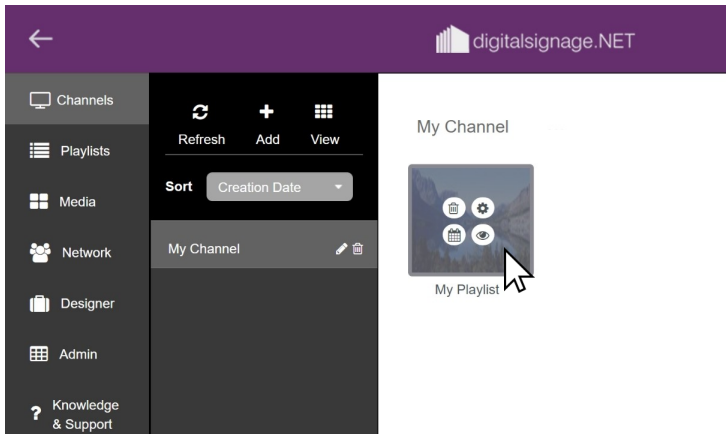 digitalsignage.NET
Channels
Playlists
Media
Network
Designer
Admin
? Knowledge
& Support
Refresh Add View
Sort Creation Date
My Channel
My Channel
My Playlist